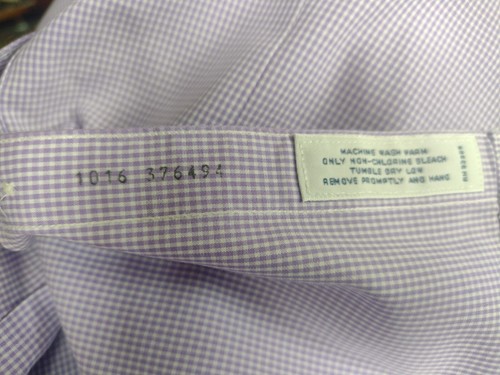 1016 376494
MACHINE WASH WARM
ONLY NON-CHLORINE BLEACH
TUMBLE DRY LOW
REMOVE PROMPTLY AND HANG